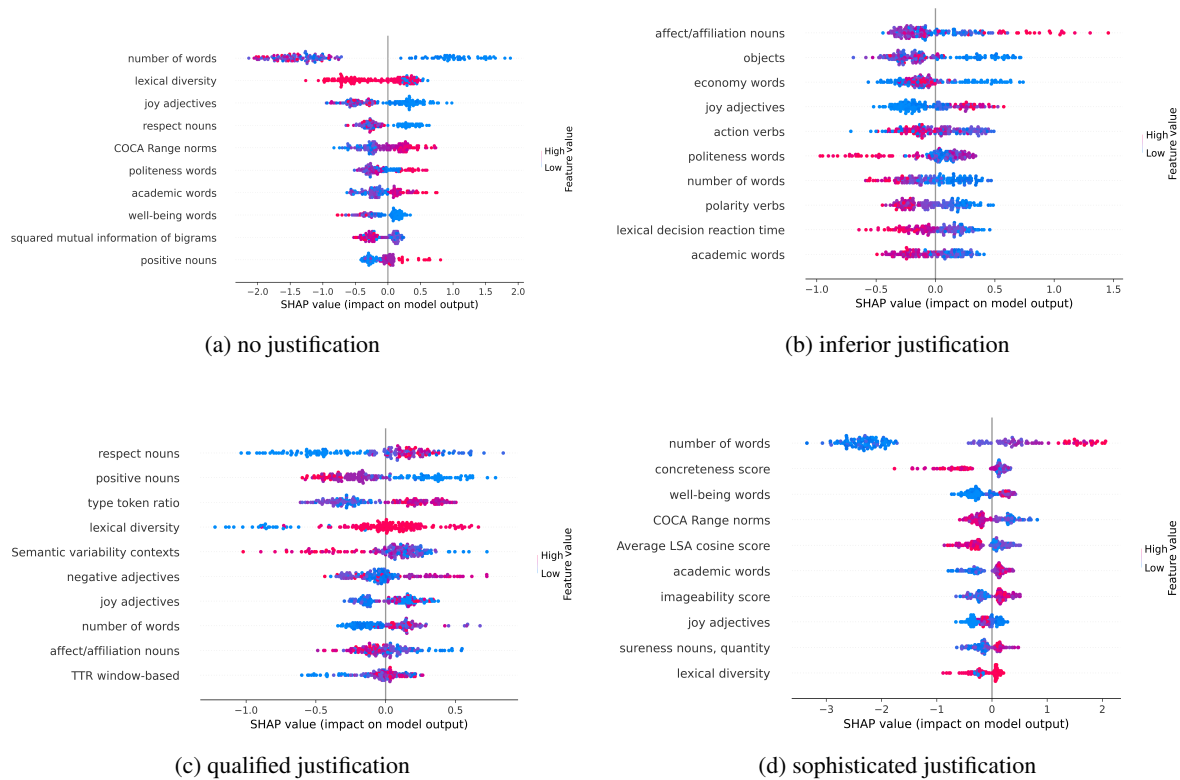 number of words
lexical diversity
joy adjectives
respect nouns
COCA Range norms
politeness words
academic words
well-being words
squared mutual information of bigrams
positive nouns
−2.0 −1.5 −1.0 −0.5 0.0 0.5 1.0 1.5 2.0
SHAP value (impact on model output)
High
Low
Feature value
(a) no justification
affect/affiliation nouns
objects
economy words
joy adjectives
action verbs
politeness words
number of words
polarity verbs
lexical decision reaction time
academic words
−1.0 −0.5 0.0 0.5 1.0 1.5
SHAP value (impact on model output)
High
Low
Feature value
(b) inferior justification
respect nouns
positive nouns
type token ratio
lexical diversity
Semantic variability contexts
negative adjectives
joy adjectives
number of words
affect/affiliation nouns
TTR window-based
−1.0 −0.5 0.0 0.5
SHAP value (impact on model output)
High
Low
Feature value
(c) qualified justification
number of words
concreteness score
well-being words
COCA Range norms
Average LSA cosine score
academic words
imageability score
joy adjectives
sureness nouns, quantity
lexical diversity
−3 −2 −1 0 1 2
SHAP value (impact on model output)
High
Low
Feature value
(d) sophisticated justification